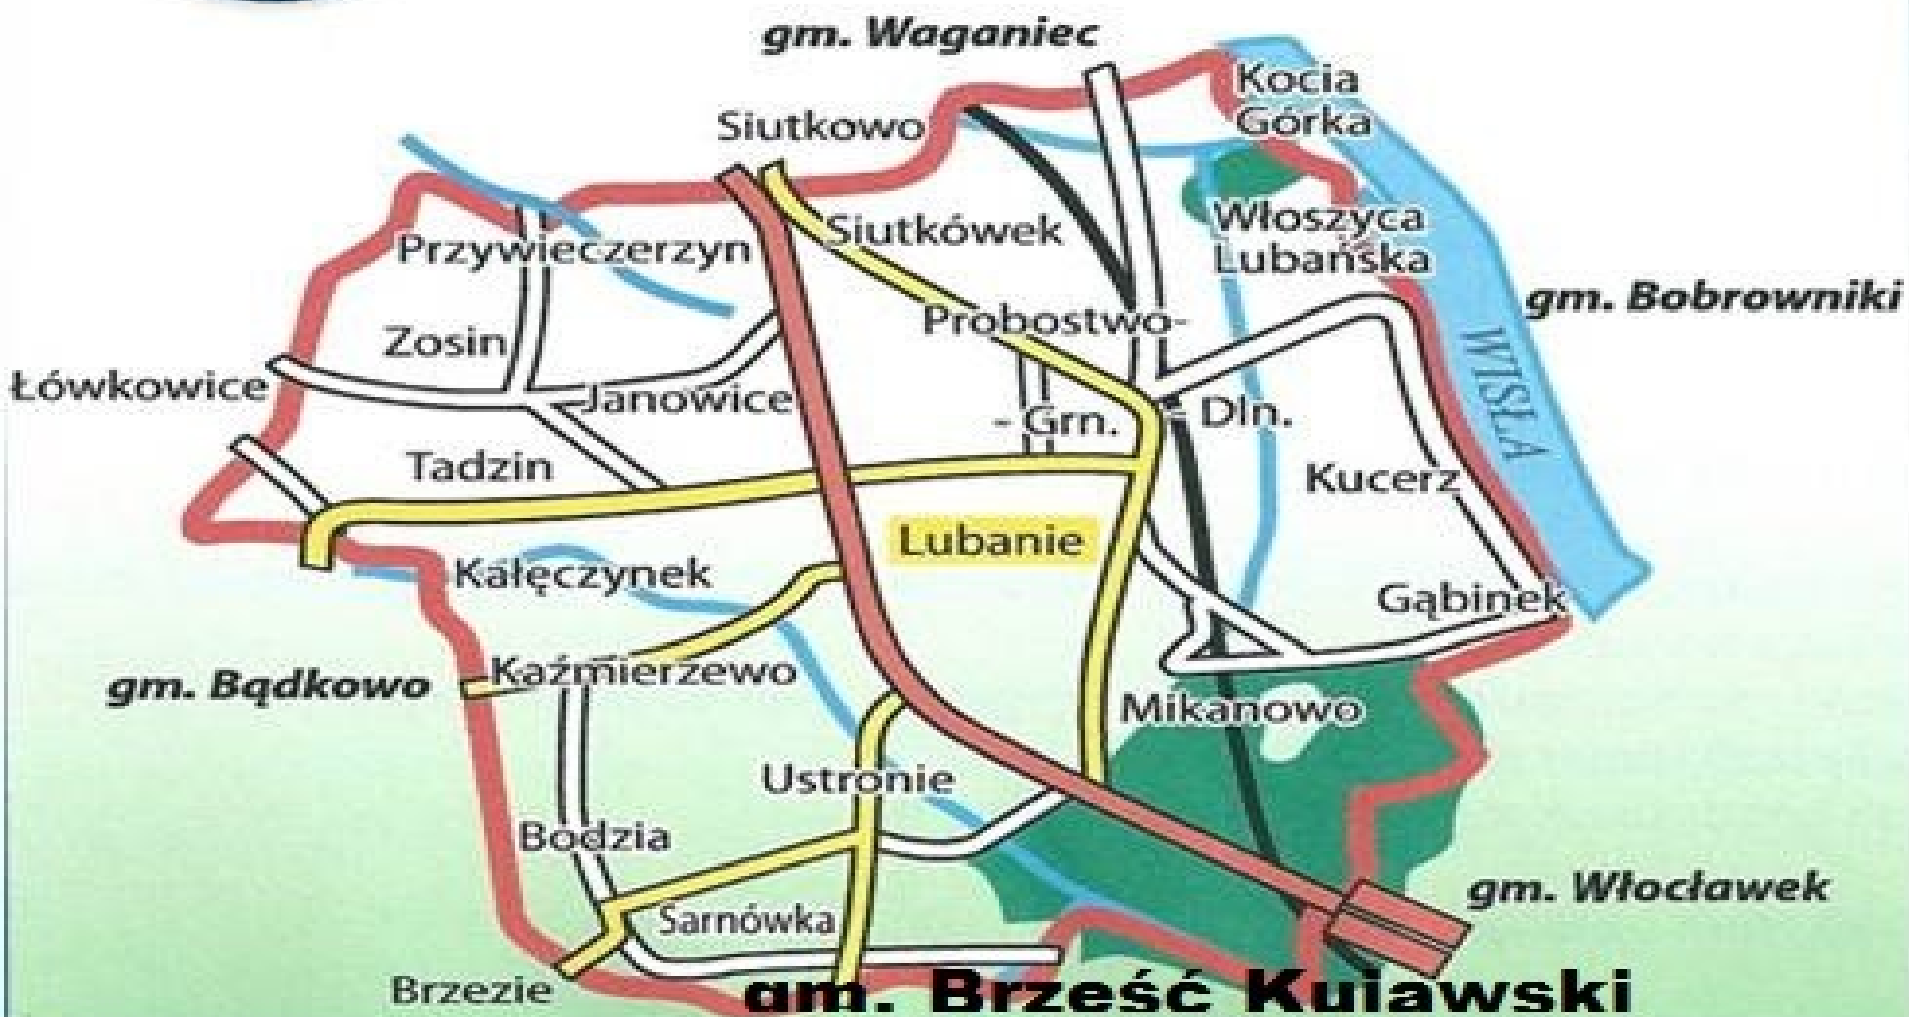 gm. Waganiec
Kocia
Górka
Siutkowo
Włoszyca
Lubańska
Siutkówek
Przywieczerzyn
gm. Bobrowniki
Probostwo-
Zosin
WISŁA
Łówkowice
Janowice
- Grn.
Dln.
Tadzin
Kucerz
Lubanie
Kałęczynek
Gąbinek
gm. Bądkowo
Kaźmierzewo
Mikanowo
Ustronie
Bodzia
gm. Włocławek
Sarnówka
Brzezie
gm. Brześć Kujawski